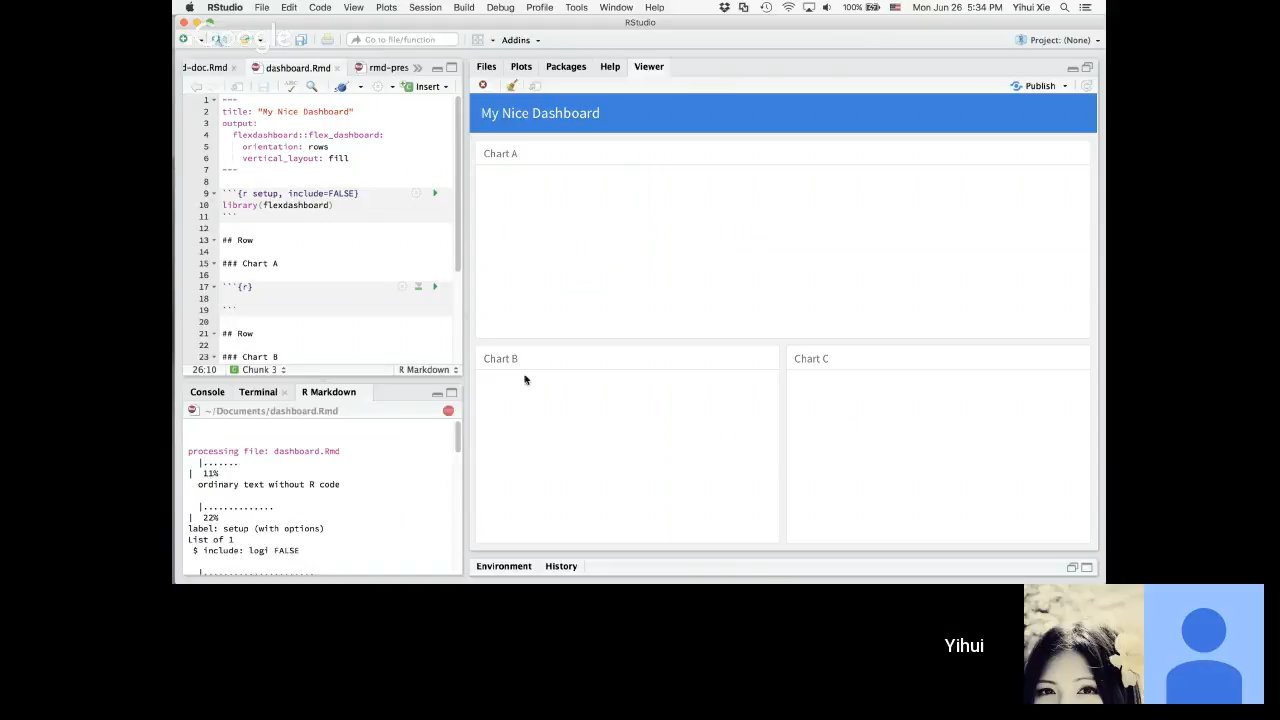 RStudio File Edit Code View Plots Session Build Debug Profile Tools Window Help 100% Mon Jun 26 5:34 PM Yihui Xie
RStudio
Go to file/function Addins Project: (None)
d-doc.Rmd dashboard.Rmd rmd-pres
Insert
1 ---
2 title: "My Nice Dashboard"
3 output:
4 flexdashboard::flex_dashboard:
5 orientation: rows
6 vertical_layout: fill
7 ---
8
9 ```{r setup, include=FALSE}
10 library(flexdashboard)
11 ```
12
13 ## Row
14
15 ### Chart A
16
17 ```{r}
18
19 ```
20
21 ## Row
22
23 ### Chart B
26:10 Chunk 3 R Markdown
Console Terminal R Markdown
~/Documents/dashboard.Rmd
processing file: dashboard.Rmd
|.......
| 11%
ordinary text without R code
|..............
| 22%
label: setup (with options)
List of 1
$ include: logi FALSE
|.....................
Files Plots Packages Help Viewer
Publish
My Nice Dashboard
Chart A
Chart B Chart C
Environment History
Yihui